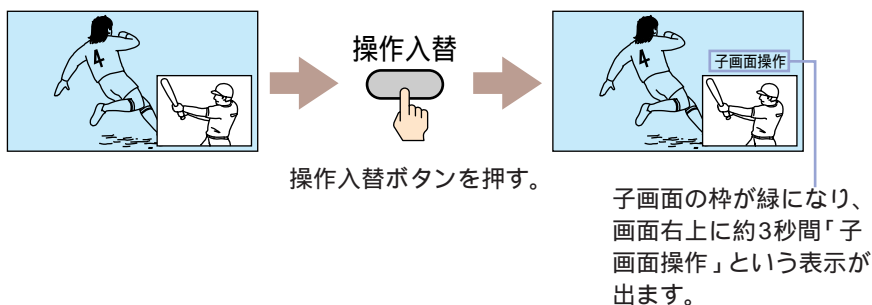 4
操作入替
操作入替ボタンを押す。
4
子画面操作
子画面の枠が緑になり、
画面右上に約3秒間「子
画面操作」という表示が
出ます。